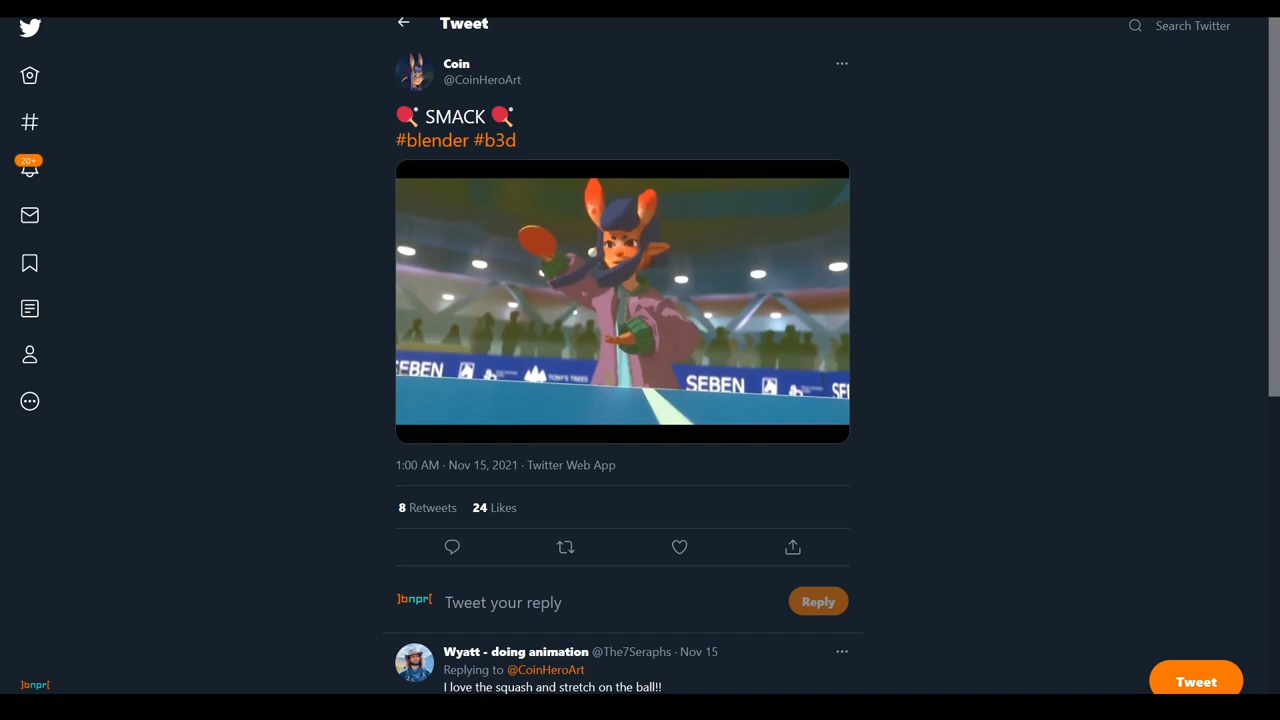 Tweet
Search Twitter
Coin
@CoinHeroArt
SMACK
#blender #b3d
SEBEN
TONY'S TREES
SEBEN
1:00 AM · Nov 15, 2021 · Twitter Web App
8 Retweets 24 Likes
20+
]bnpr[
Tweet your reply
Reply
Wyatt - doing animation @The7Seraphs · Nov 15
Replying to @CoinHeroArt
I love the squash and stretch on the ball!!
]bnpr[
Tweet